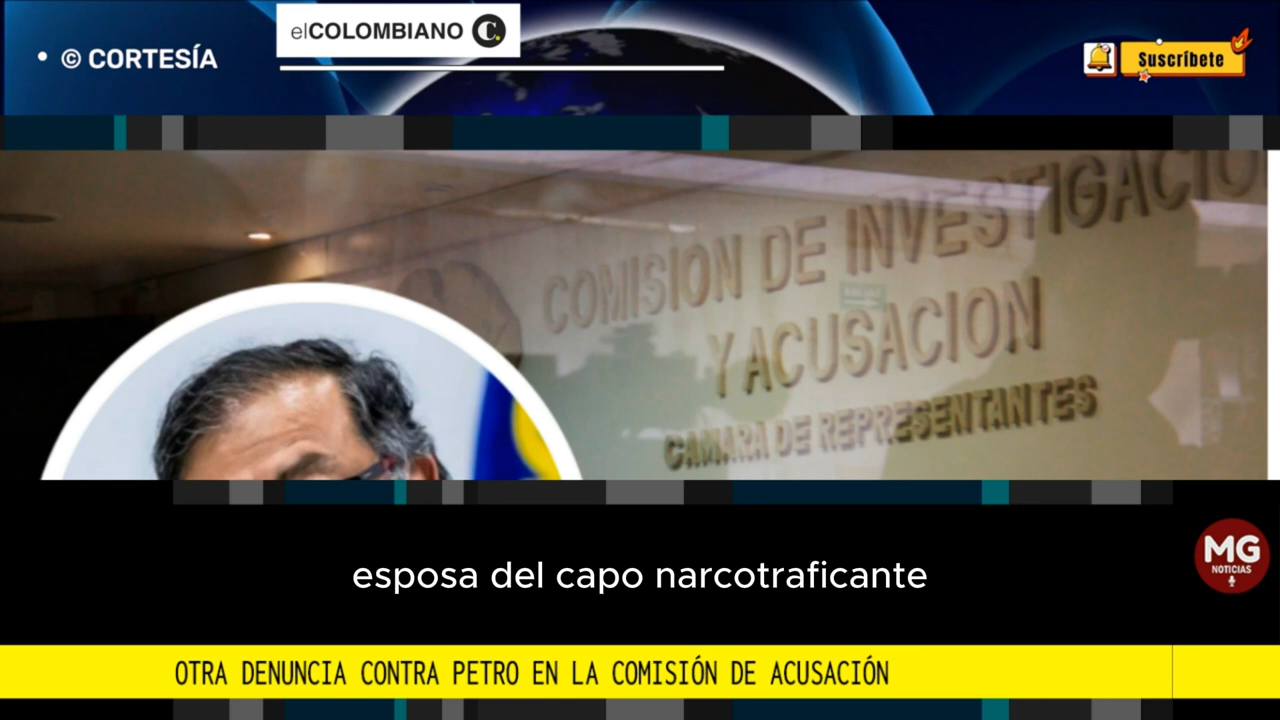 elCOLOMBIANO C.
• © CORTESÍA
Suscríbete
COMISION DE INVESTIGACIO
Y ACUSACION
CAMARA DE REPRESENTANTES
esposa del capo narcotraficante
MG
NOTICIAS
OTRA DENUNCIA CONTRA PETRO EN LA COMISIÓN DE ACUSACIÓN